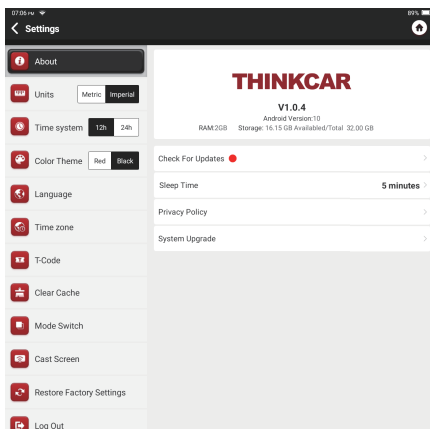 07:06 PM
89%
Settings
About
Units Metric Imperial
Time system 12h 24h
Color Theme Red Black
Language
Time zone
T-Code
Clear Cache
Mode Switch
Cast Screen
Restore Factory Settings
Log Out
THINKCAR
V1.0.4
Android Version:10
RAM:2GB Storage: 16.15 GB Availabled/Total 32.00 GB
Check For Updates
Sleep Time 5 minutes
Privacy Policy
System Upgrade